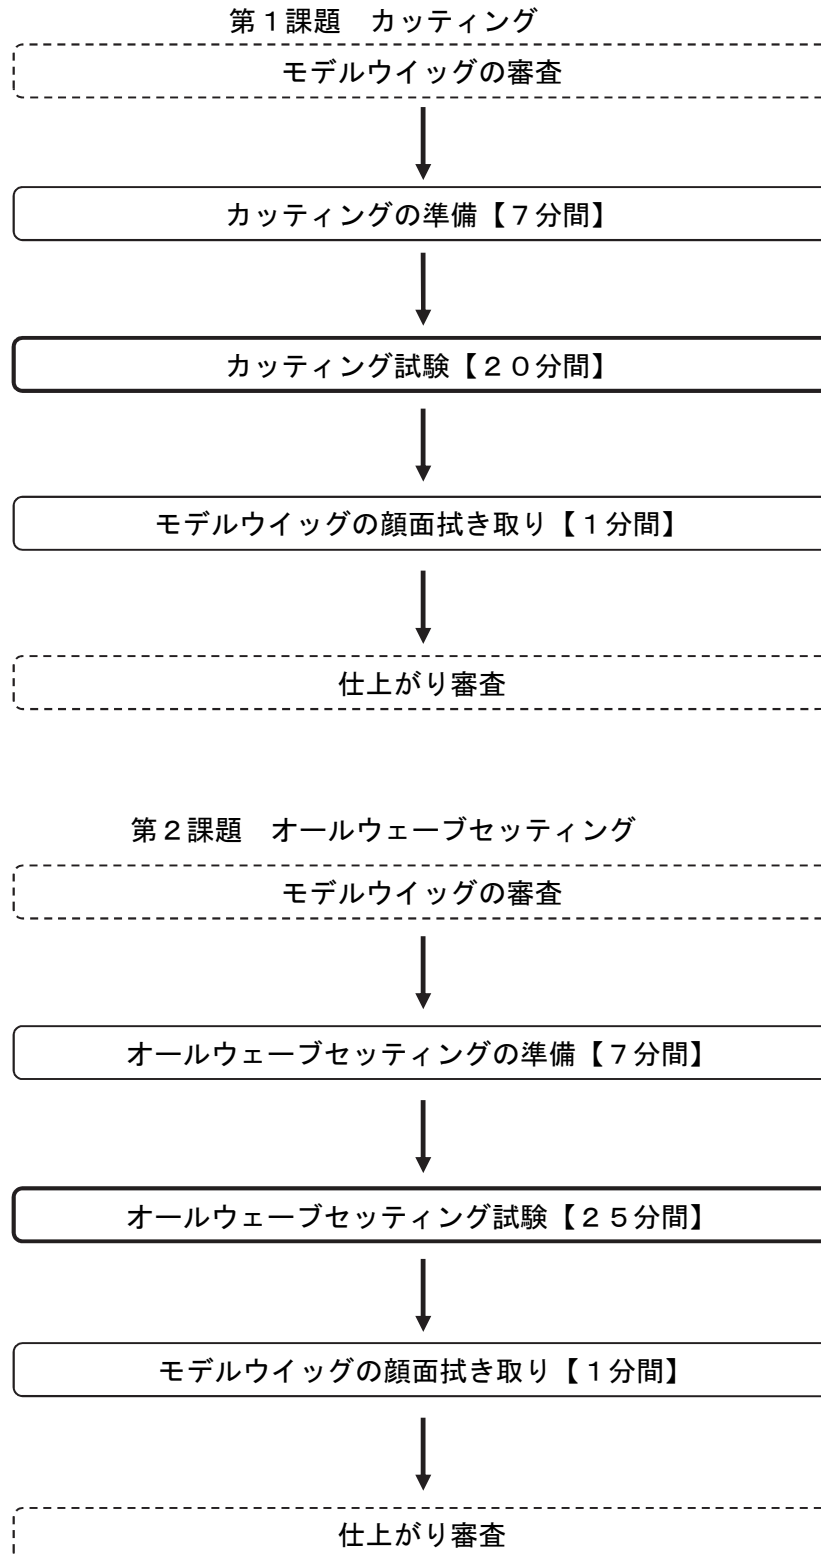 第１課題　カッティング
モデルウイッグの審査
カッティングの準備【７分間】
カッティング試験【２０分間】
モデルウイッグの顔面拭き取り【１分間】
仕上がり審査
第２課題　オールウェーブセッティング
モデルウイッグの審査
オールウェーブセッティングの準備【７分間】
オールウェーブセッティング試験【２５分間】
モデルウイッグの顔面拭き取り【１分間】
仕上がり審査